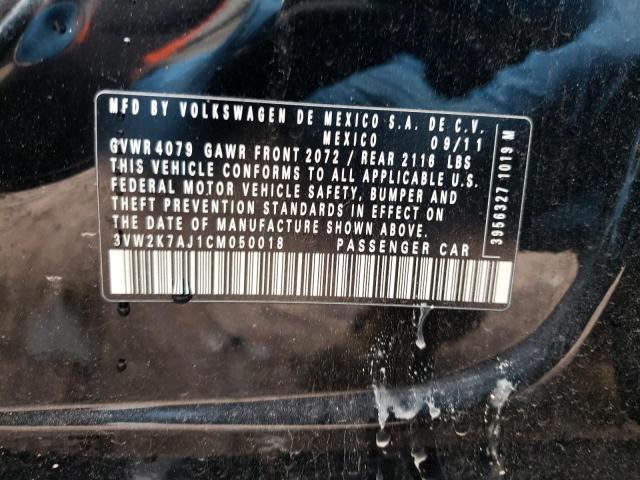 MFD BY VOLKSWAGEN DE MEXICO S.A. DE C.V.
MEXICO 09/11
GVWR 4079 GAWR FRONT 2072 / REAR 2116 LBS
THIS VEHICLE CONFORMS TO ALL APPLICABLE U.S.
FEDERAL MOTOR VEHICLE SAFETY, BUMPER AND
THEFT PREVENTION STANDARDS IN EFFECT ON
THE DATE OF MANUFACTURE SHOWN ABOVE.
3VW2K7AJ1CM050018 PASSENGER CAR
3956327 1019 M